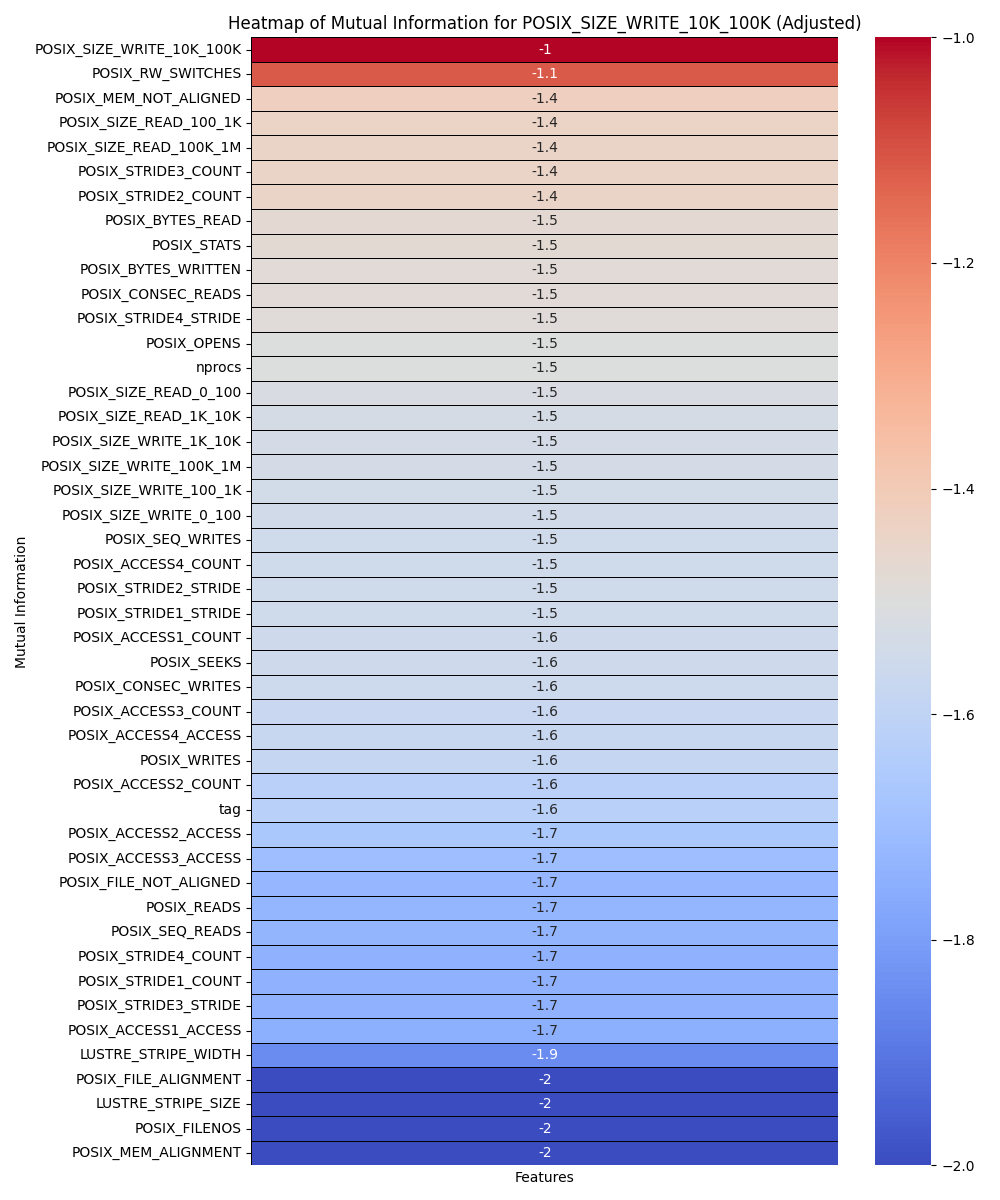 Heatmap of Mutual Information for POSIX_SIZE_WRITE_10K_100K (Adjusted)
POSIX_SIZE_WRITE_10K_100K -1
POSIX_RW_SWITCHES -1.1
POSIX_MEM_NOT_ALIGNED -1.4
POSIX_SIZE_READ_100_1K -1.4
POSIX_SIZE_READ_100K_1M -1.4
POSIX_STRIDE3_COUNT -1.4
POSIX_STRIDE2_COUNT -1.4
POSIX_BYTES_READ -1.5
POSIX_STATS -1.5
POSIX_BYTES_WRITTEN -1.5
POSIX_CONSEC_READS -1.5
POSIX_STRIDE4_STRIDE -1.5
POSIX_OPENS -1.5
nprocs -1.5
POSIX_SIZE_READ_0_100 -1.5
POSIX_SIZE_READ_1K_10K -1.5
POSIX_SIZE_WRITE_1K_10K -1.5
POSIX_SIZE_WRITE_100K_1M -1.5
POSIX_SIZE_WRITE_100_1K -1.5
POSIX_SIZE_WRITE_0_100 -1.5
POSIX_SEQ_WRITES -1.5
POSIX_ACCESS4_COUNT -1.5
POSIX_STRIDE2_STRIDE -1.5
POSIX_STRIDE1_STRIDE -1.5
POSIX_ACCESS1_COUNT -1.6
POSIX_SEEKS -1.6
POSIX_CONSEC_WRITES -1.6
POSIX_ACCESS3_COUNT -1.6
POSIX_ACCESS4_ACCESS -1.6
POSIX_WRITES -1.6
POSIX_ACCESS2_COUNT -1.6
tag -1.6
POSIX_ACCESS2_ACCESS -1.7
POSIX_ACCESS3_ACCESS -1.7
POSIX_FILE_NOT_ALIGNED -1.7
POSIX_READS -1.7
POSIX_SEQ_READS -1.7
POSIX_STRIDE4_COUNT -1.7
POSIX_STRIDE1_COUNT -1.7
POSIX_STRIDE3_STRIDE -1.7
POSIX_ACCESS1_ACCESS -1.7
LUSTRE_STRIPE_WIDTH -1.9
POSIX_FILE_ALIGNMENT -2
LUSTRE_STRIPE_SIZE -2
POSIX_FILENOS -2
POSIX_MEM_ALIGNMENT -2
Mutual Information
Features
−1.0
−1.2
−1.4
−1.6
−1.8
−2.0